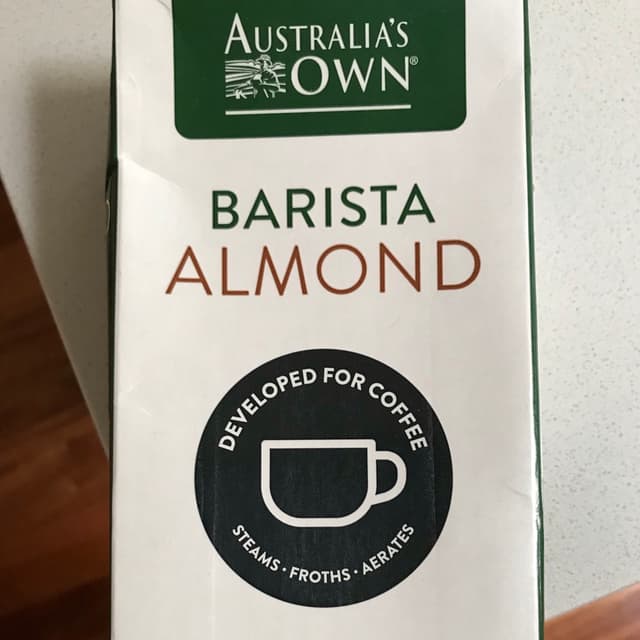 AUSTRALIA'S
OWN®
BARISTA
ALMOND
DEVELOPED FOR COFFEE
STEAMS · FROTHS · AERATES